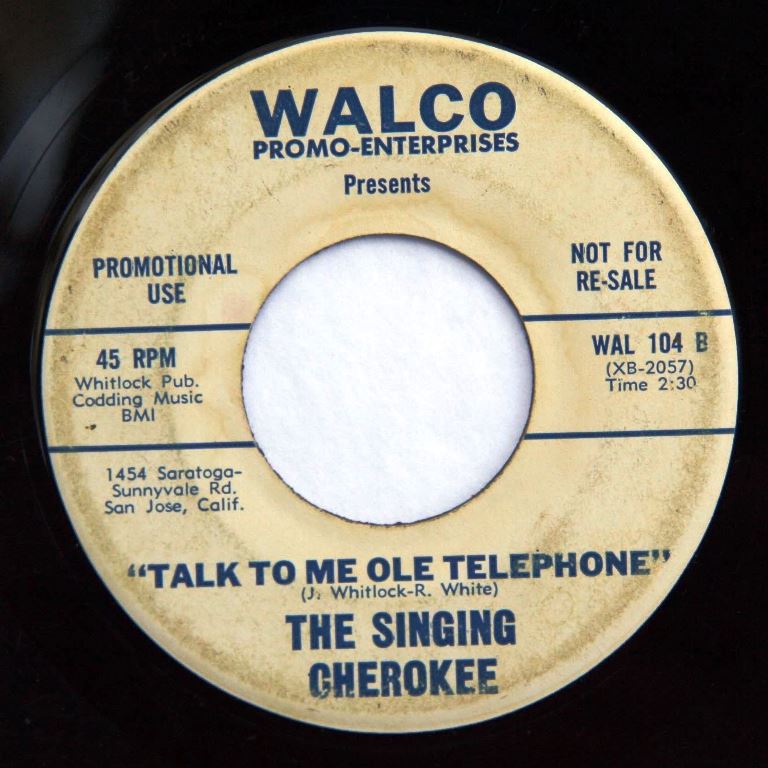 WALCO
PROMO-ENTERPRISES
Presents
PROMOTIONAL
USE
NOT FOR
RE-SALE
45 RPM
Whitlock Pub.
Codding Music
BMI
WAL 104 B
(XB-2057)
Time 2:30
1454 Saratoga-
Sunnyvale Rd.
San Jose, Calif.
"TALK TO ME OLE TELEPHONE"
(J. Whitlock-R. White)
THE SINGING
CHEROKEE